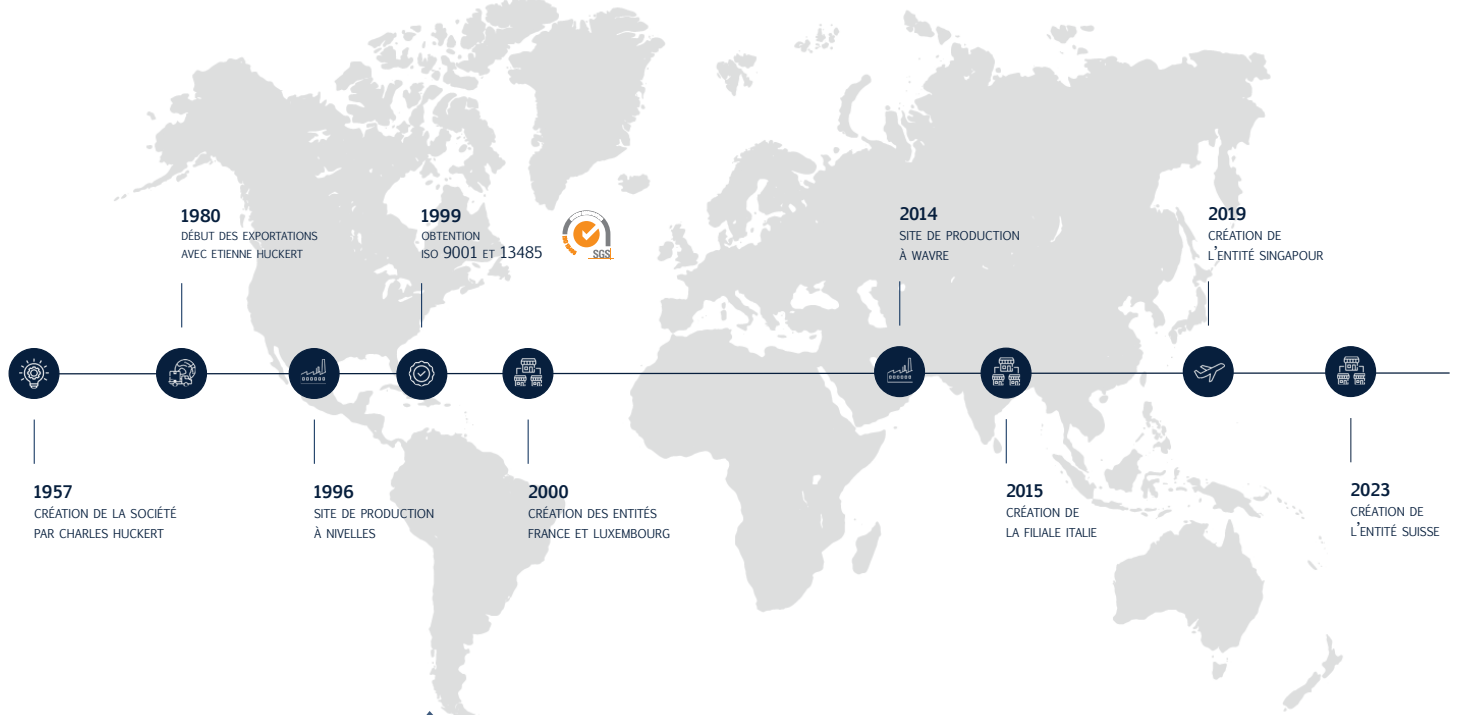 1957
CRÉATION DE LA SOCIÉTÉ
PAR CHARLES HUCKERT
1980
DÉBUT DES EXPORTATIONS
AVEC ETIENNE HUCKERT
1996
SITE DE PRODUCTION
À NIVELLES
1999
OBTENTION
ISO 9001 ET 13485
SGS
2000
CRÉATION DES ENTITÉS
FRANCE ET LUXEMBOURG
2014
SITE DE PRODUCTION
À WAVRE
2015
CRÉATION DE
LA FILIALE ITALIE
2019
CRÉATION DE
L'ENTITÉ SINGAPOUR
2023
CRÉATION DE
L'ENTITÉ SUISSE